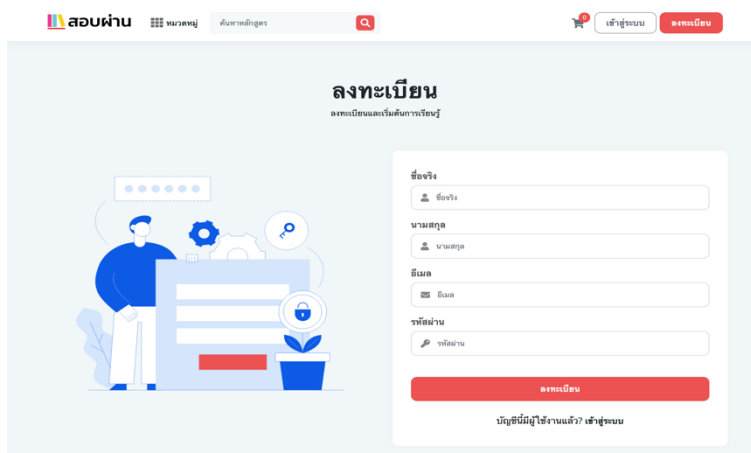 สอบผ่าน
หมวดหมู่
ค้นหาหลักสูตร
0
เข้าสู่ระบบ
ลงทะเบียน
ลงทะเบียน
ลงทะเบียนและเริ่มต้นการเรียนรู้
ชื่อจริง
ชื่อจริง
นามสกุล
นามสกุล
อีเมล
อีเมล
รหัสผ่าน
รหัสผ่าน
ลงทะเบียน
บัญชีนี้มีผู้ใช้งานแล้ว? เข้าสู่ระบบ